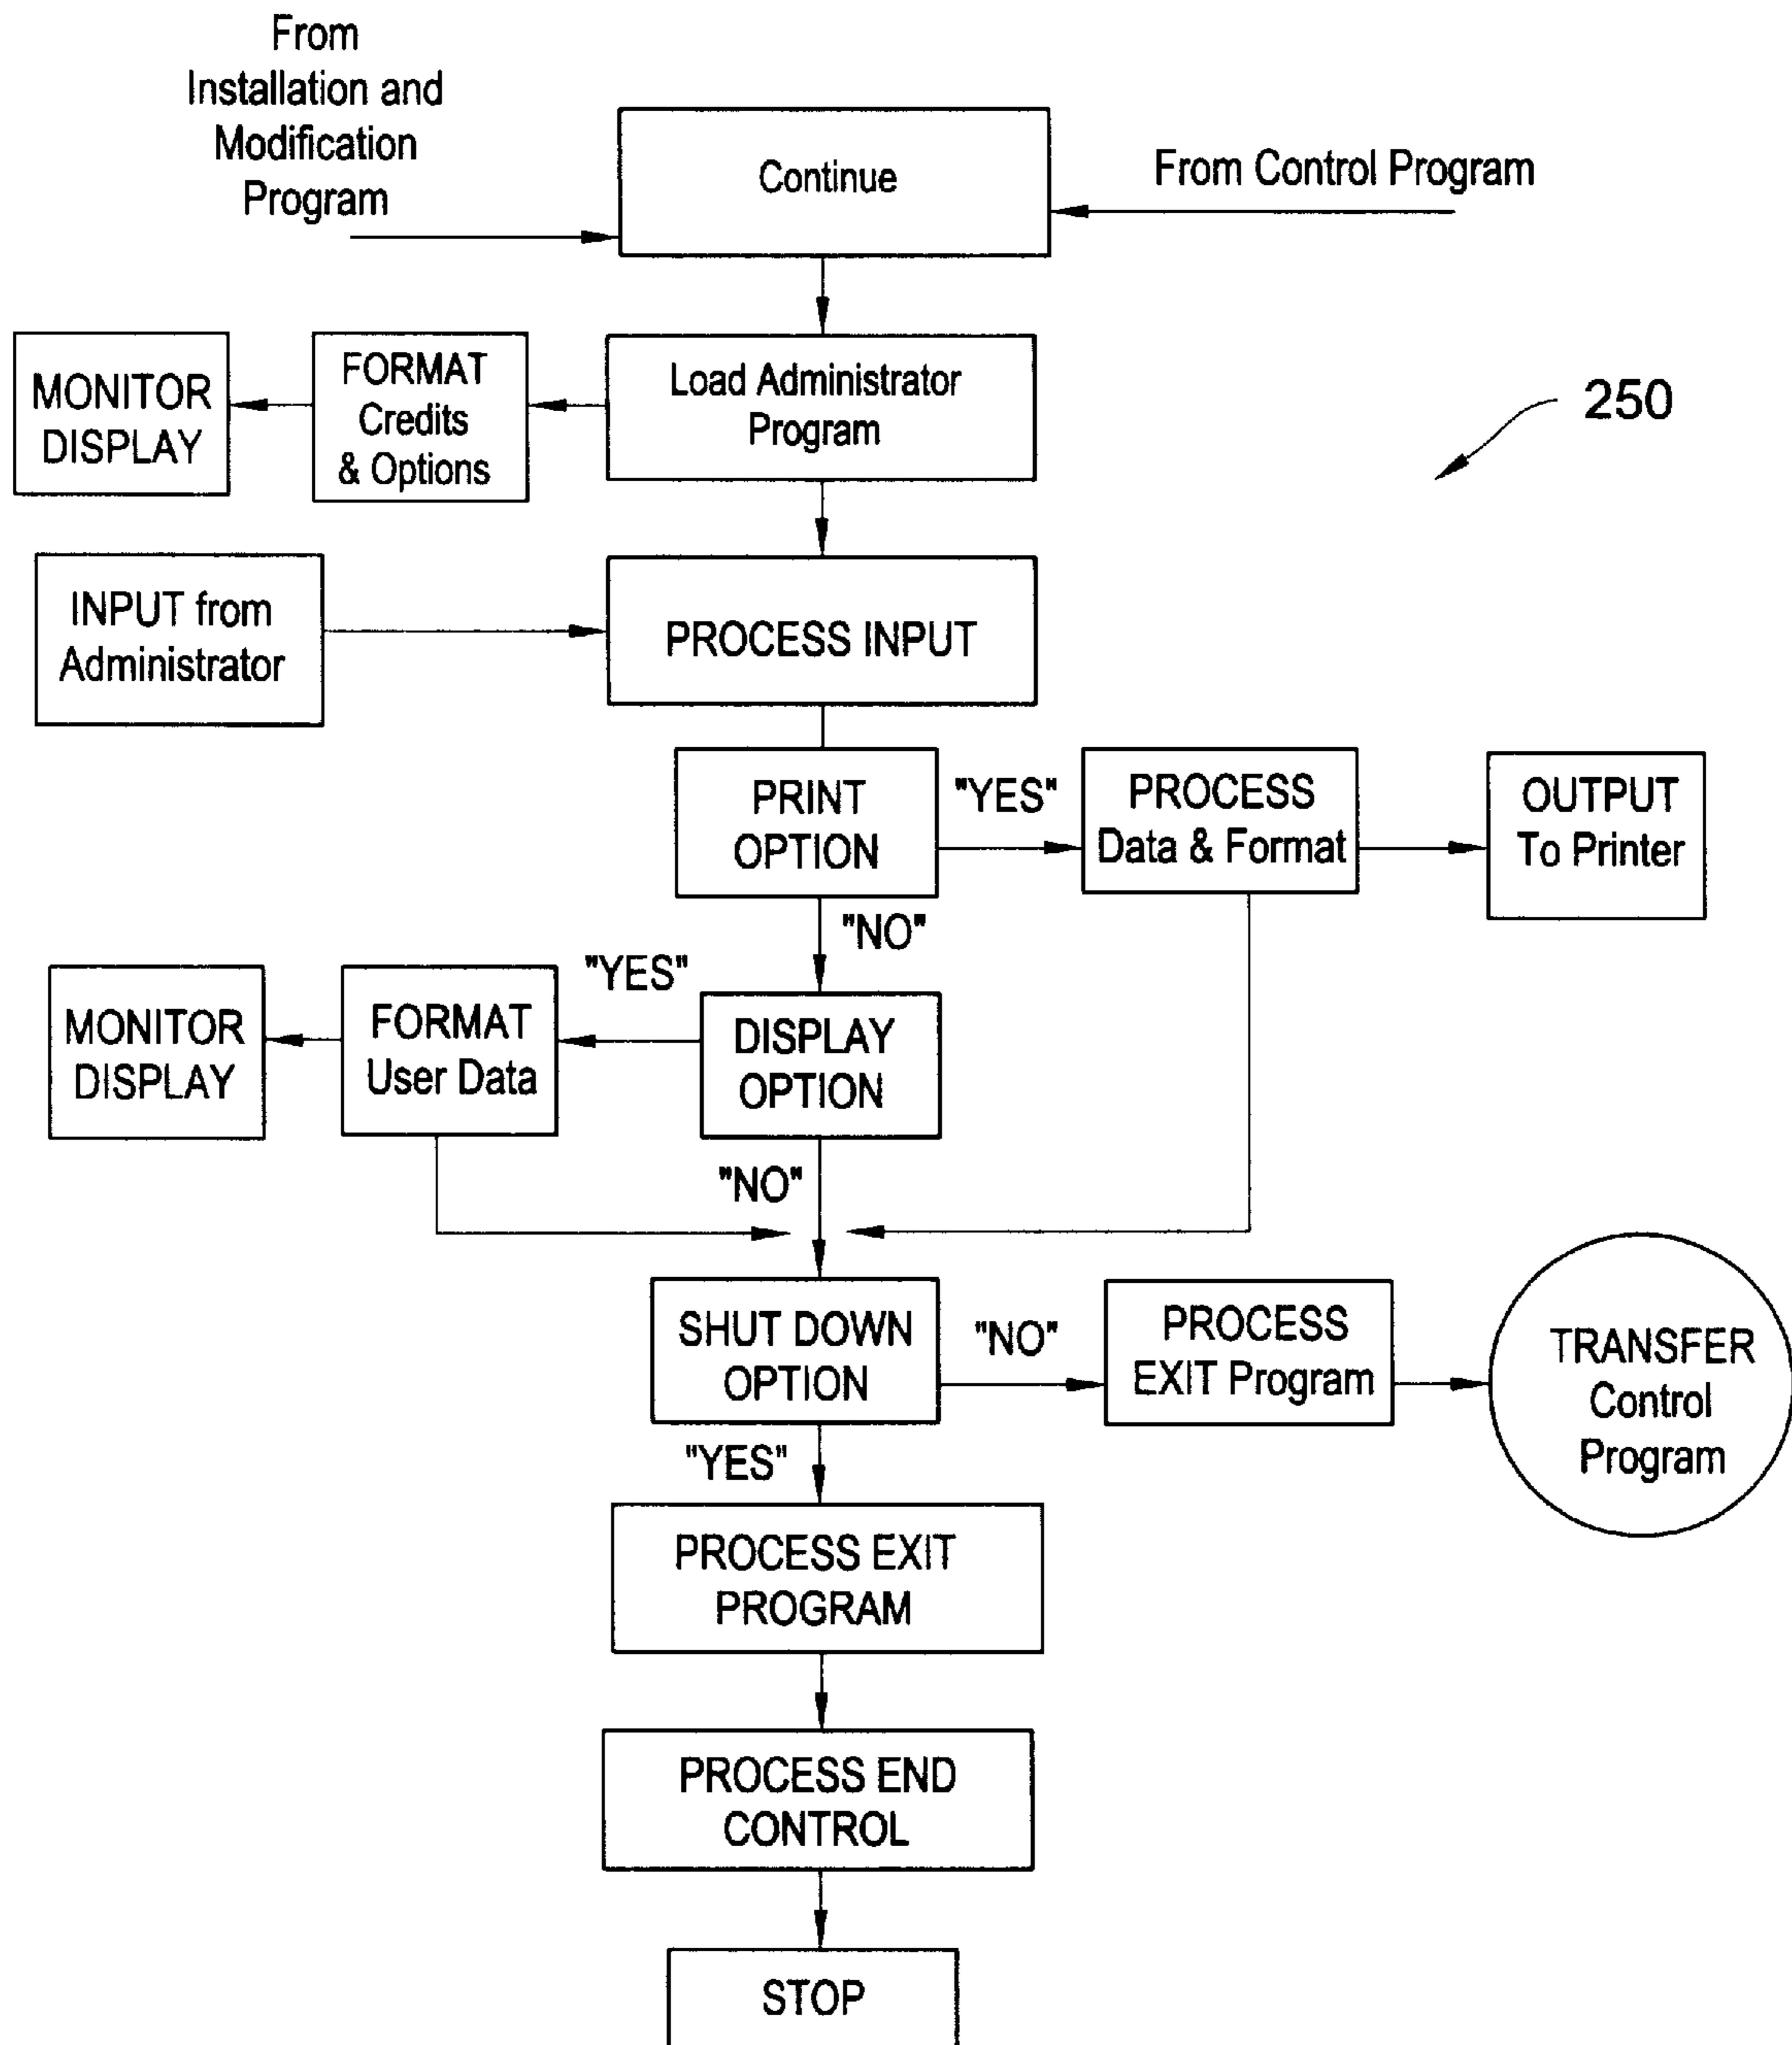 From
Installation and
Modification
Program
Continue
From Control Program
MONITOR
DISPLAY
FORMAT
Credits
& Options
Load Administrator
Program
250
INPUT from
Administrator
PROCESS INPUT
PRINT
OPTION
"YES"
PROCESS
Data & Format
OUTPUT
To Printer
"NO"
"YES"
MONITOR
DISPLAY
FORMAT
User Data
DISPLAY
OPTION
"NO"
SHUT DOWN
OPTION
"NO"
PROCESS
EXIT Program
TRANSFER
Control
Program
"YES"
PROCESS EXIT
PROGRAM
PROCESS END
CONTROL
STOP